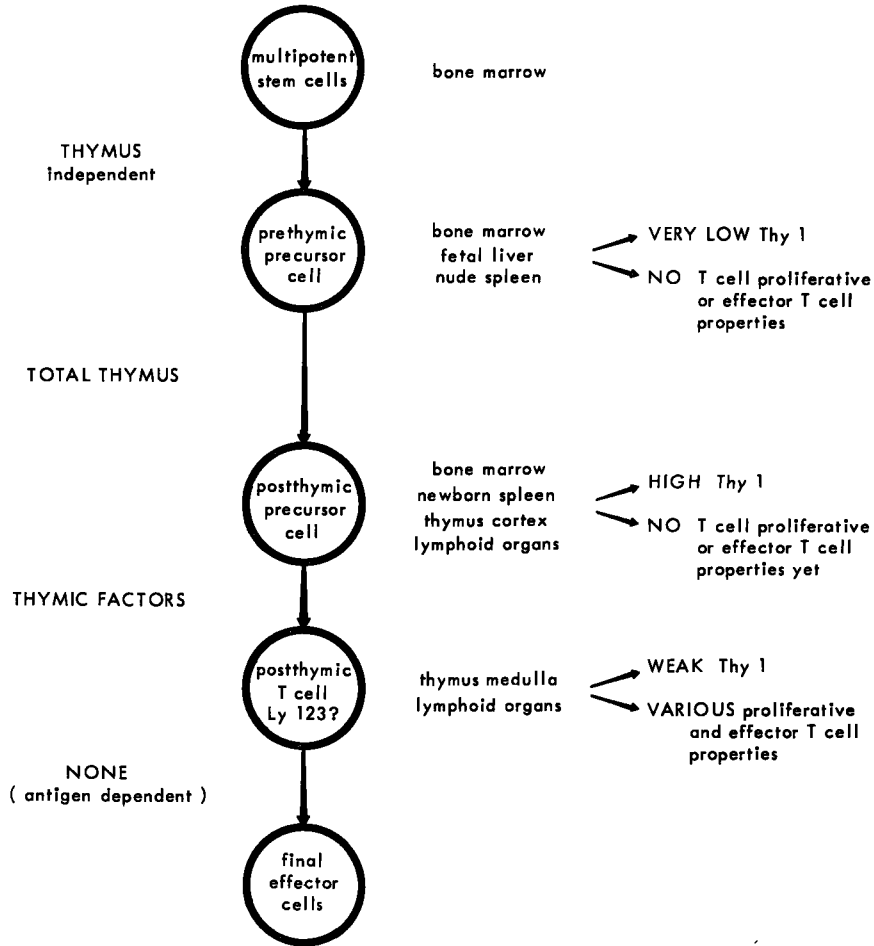 multipotent
stem cells
bone marrow
THYMUS
independent
prethymic
precursor
cell
bone marrow
fetal liver
nude spleen
VERY LOW Thy 1
NO T cell proliferative
or effector T cell
properties
TOTAL THYMUS
postthymic
precursor
cell
bone marrow
newborn spleen
thymus cortex
lymphoid organs
HIGH Thy 1
NO T cell proliferative
or effector T cell
properties yet
THYMIC FACTORS
postthymic
T cell
Ly 123?
thymus medulla
lymphoid organs
WEAK Thy 1
VARIOUS proliferative
and effector T cell
properties
NONE
( antigen dependent )
final
effector
cells